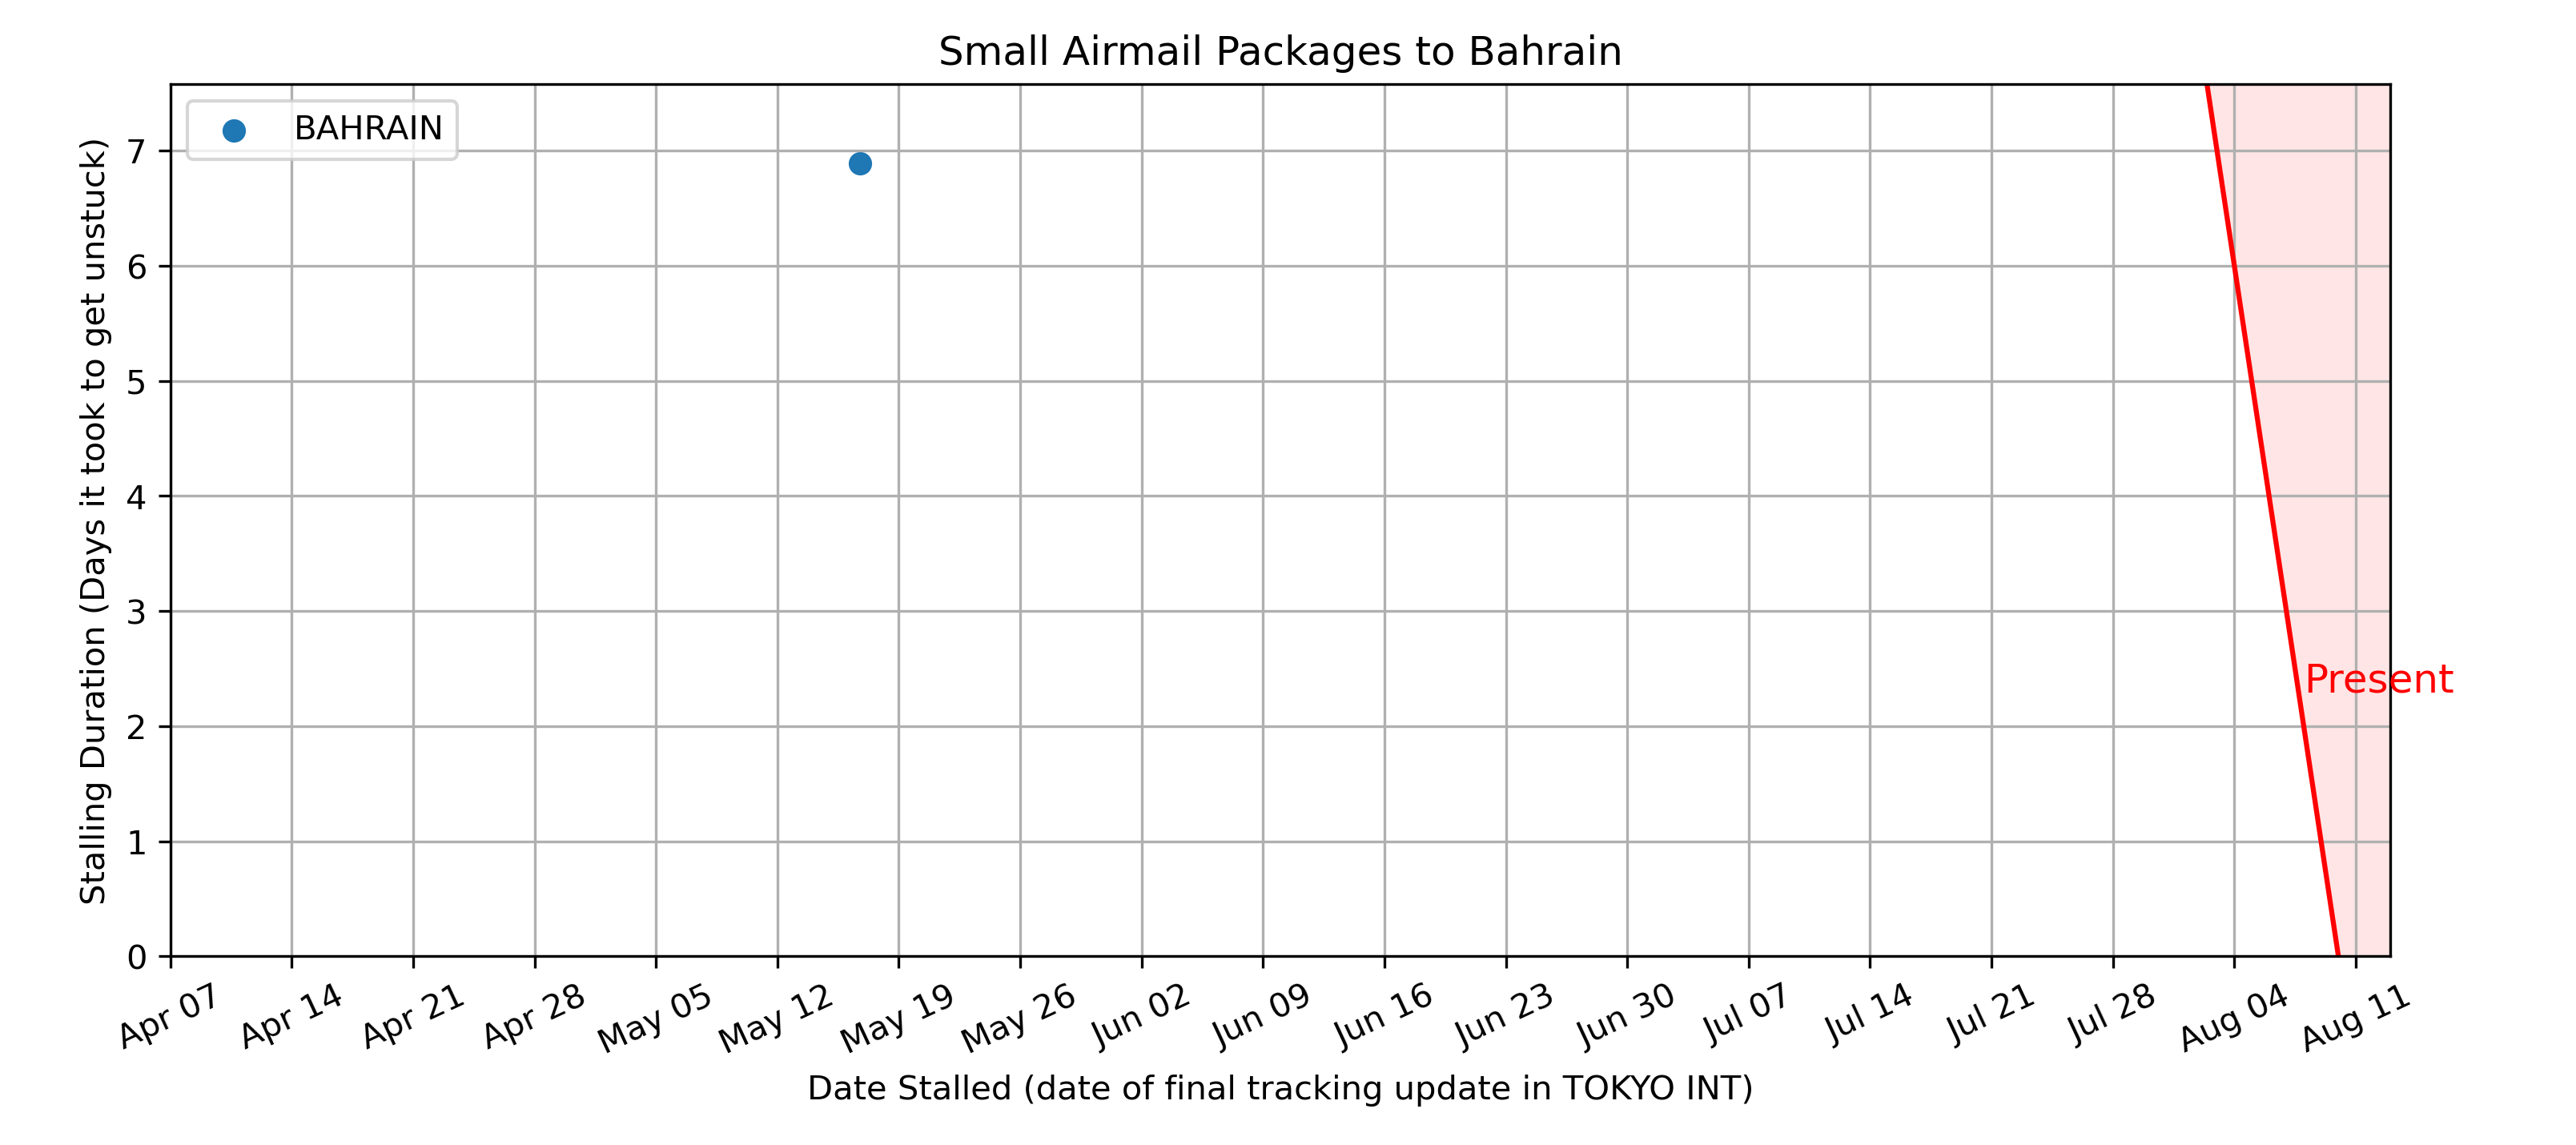 Small Airmail Packages to Bahrain
BAHRAIN
Stalling Duration (Days it took to get unstuck)
7
6
5
4
3
2
1
0
Present
Apr 07 Apr 14 Apr 21 Apr 28 May 05 May 12 May 19 May 26 Jun 02 Jun 09 Jun 16 Jun 23 Jun 30 Jul 07 Jul 14 Jul 21 Jul 28 Aug 04 Aug 11
Date Stalled (date of final tracking update in TOKYO INT)